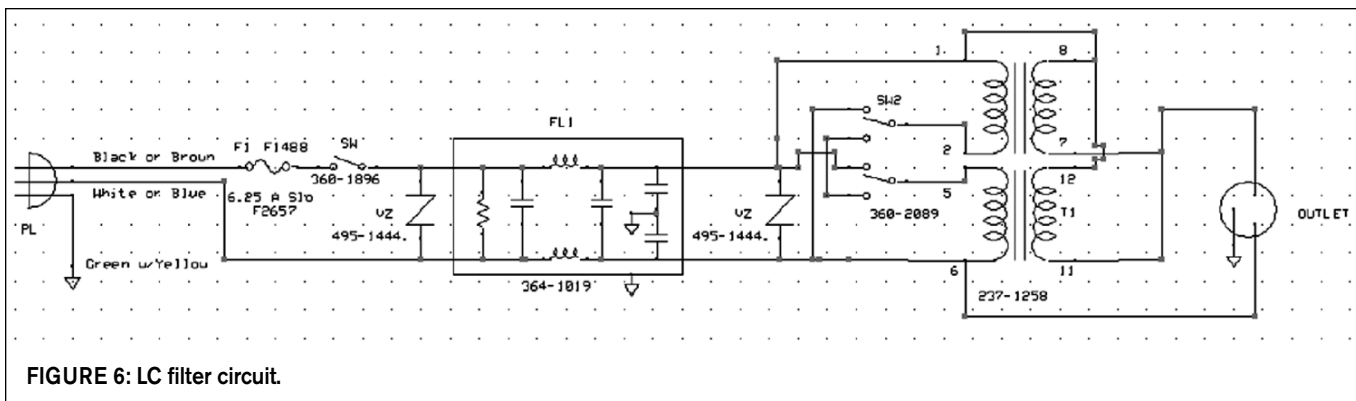 1
8
FL1
SW2
F1 F1488
SW
Black or Broun
360-1896
2
7
White or Blue
6.25 A Slo
F2657
VZ
495-1444.
VZ
495-1444.
5
12
360-2089
T1
PL
OUTLET
Green w/Yellow
6
11
364-1019
237-1258
FIGURE 6: LC filter circuit.